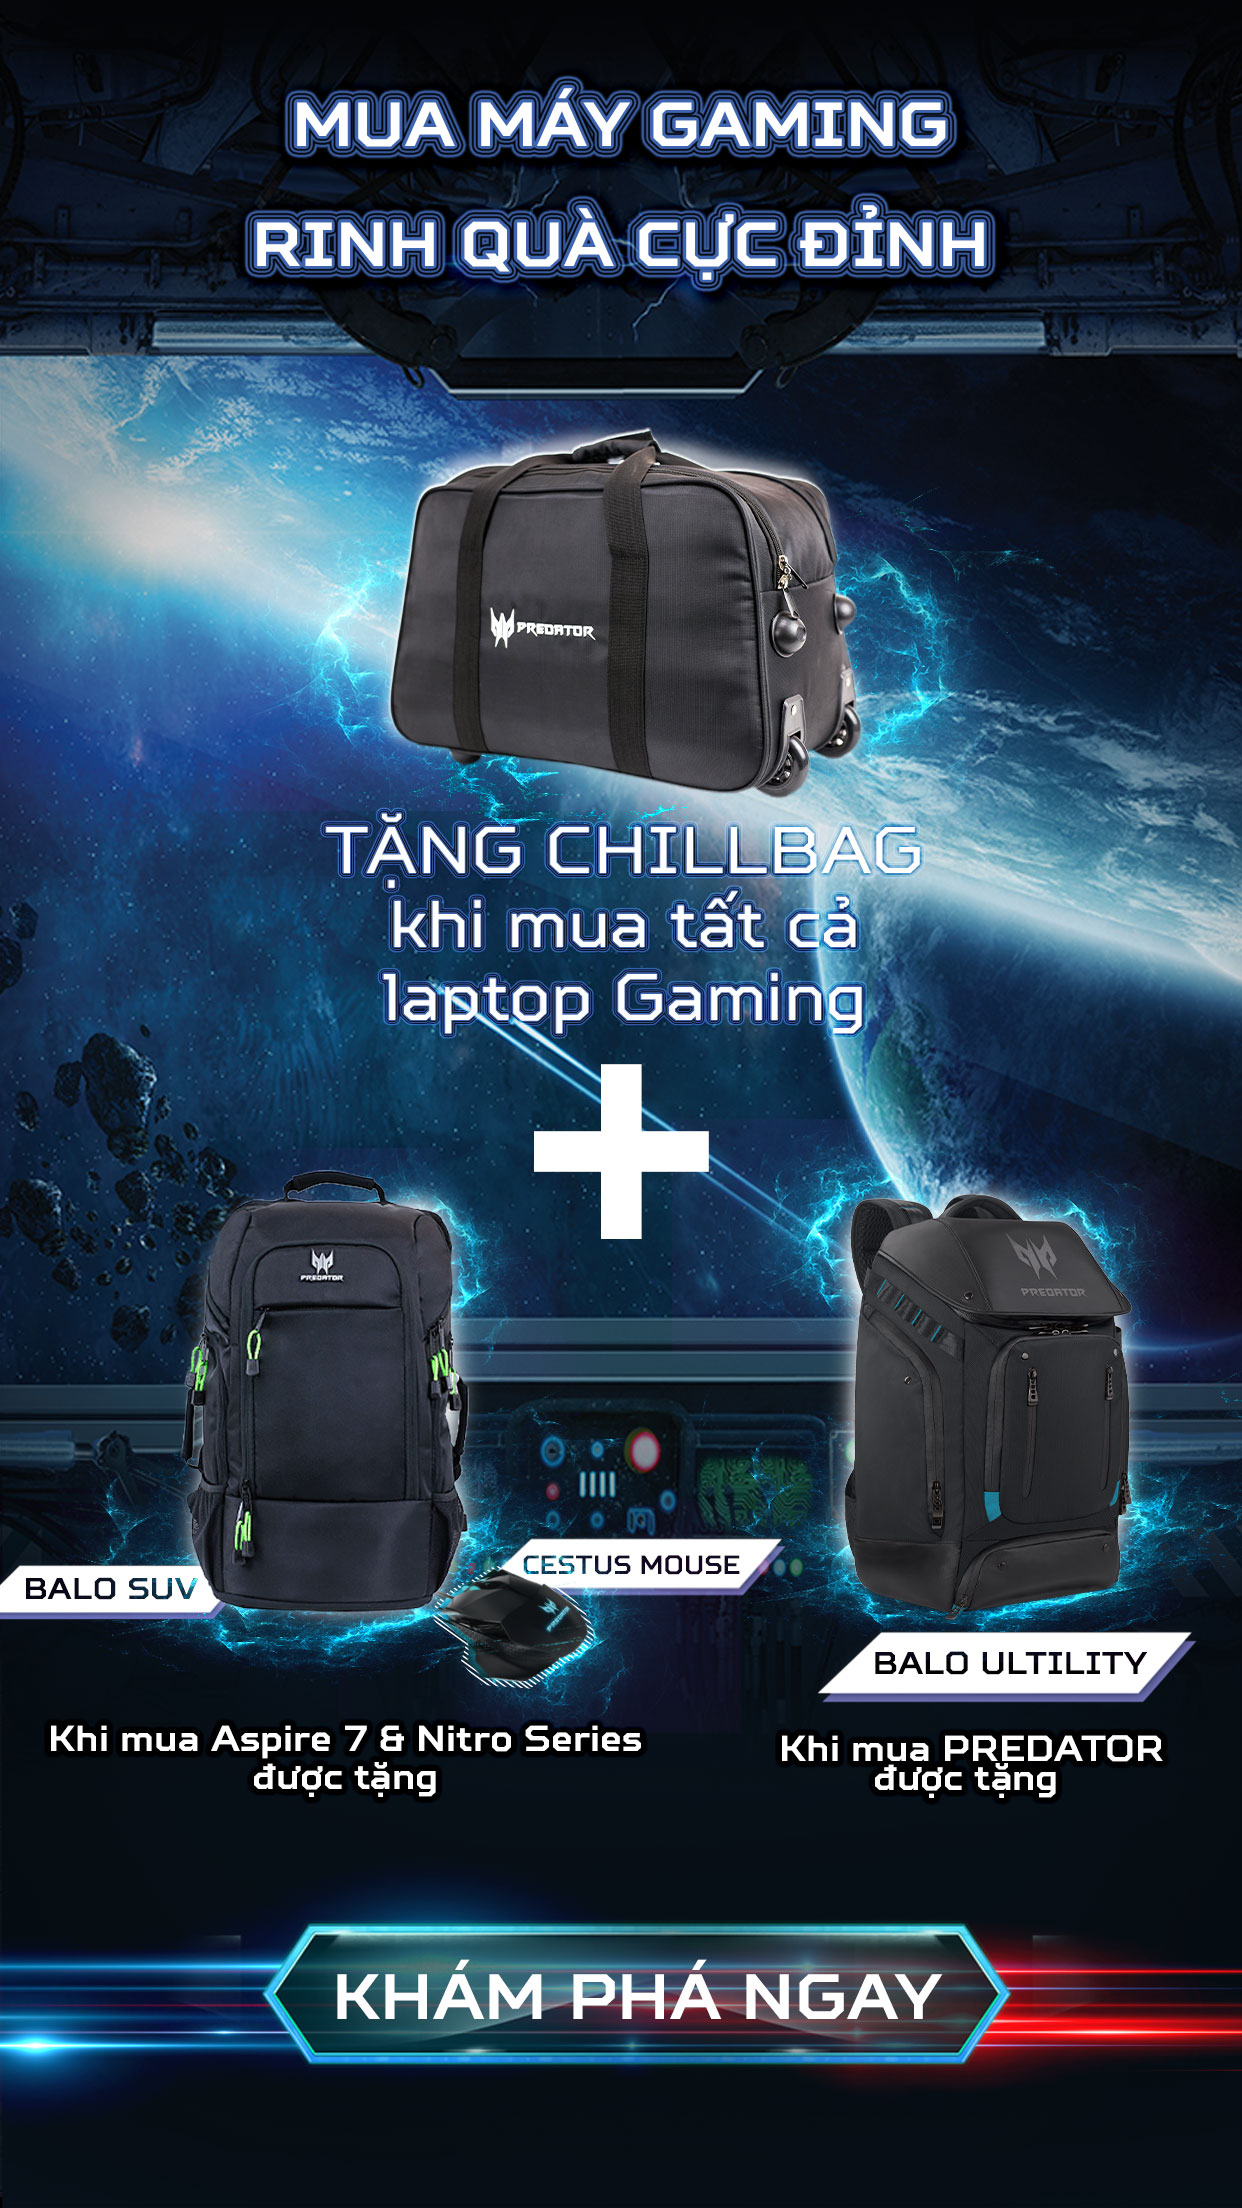 MUA MÁY GAMING
RINH QUÀ CỰC ĐỈNH
PREDATOR
TẶNG CHILLBAG
khi mua tất cả
laptop Gaming
+
PREDATOR
PREDATOR
BALO SUV
CESTUS MOUSE
PREDATOR
BALO ULTILITY
Khi mua Aspire 7 & Nitro Series
được tặng
Khi mua PREDATOR
được tặng
KHÁM PHÁ NGAY